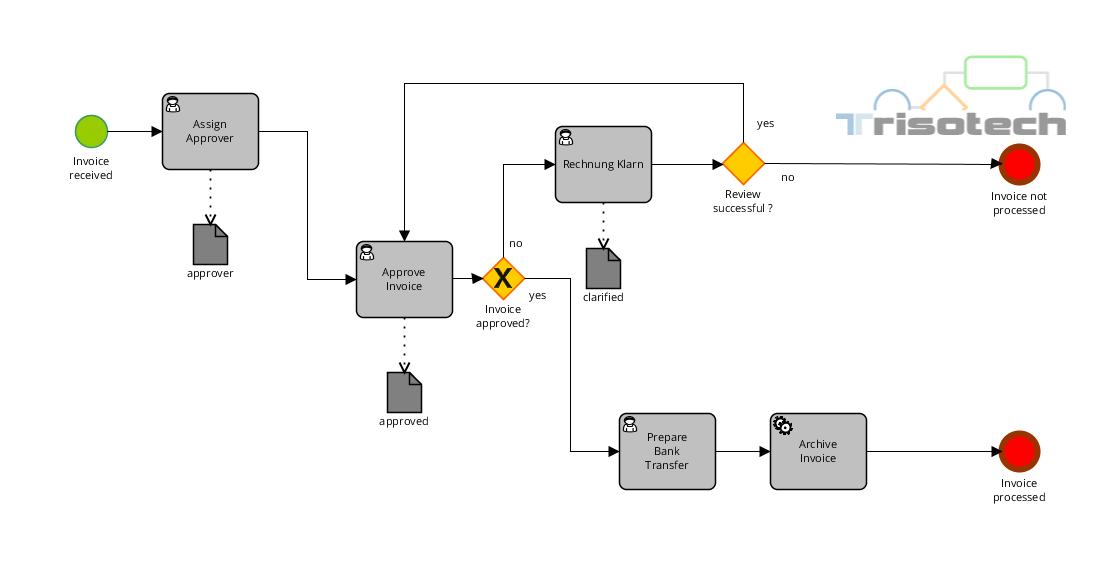 Trisotech
Invoice
received
Assign
Approver
approver
Approve
Invoice
approved
no
Invoice
approved?
yes
Rechnung Klarn
clarified
yes
Review
successful ?
no
Invoice not
processed
Prepare
Bank
Transfer
Archive
Invoice
Invoice
processed
X